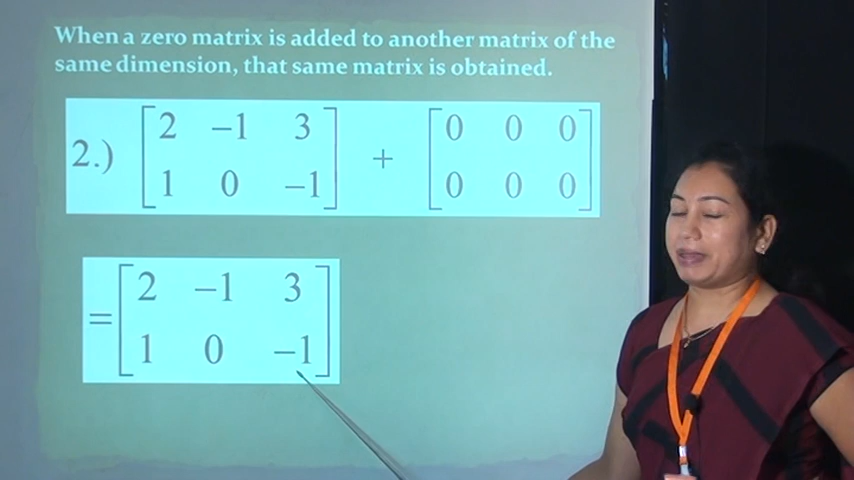 When a zero matrix is added to another matrix of the
same dimension, that same matrix is obtained.
2.) [2 −1 3] + [0 0 0]
[1 0 −1] [0 0 0]
= [2 −1 3]
[1 0 −1]